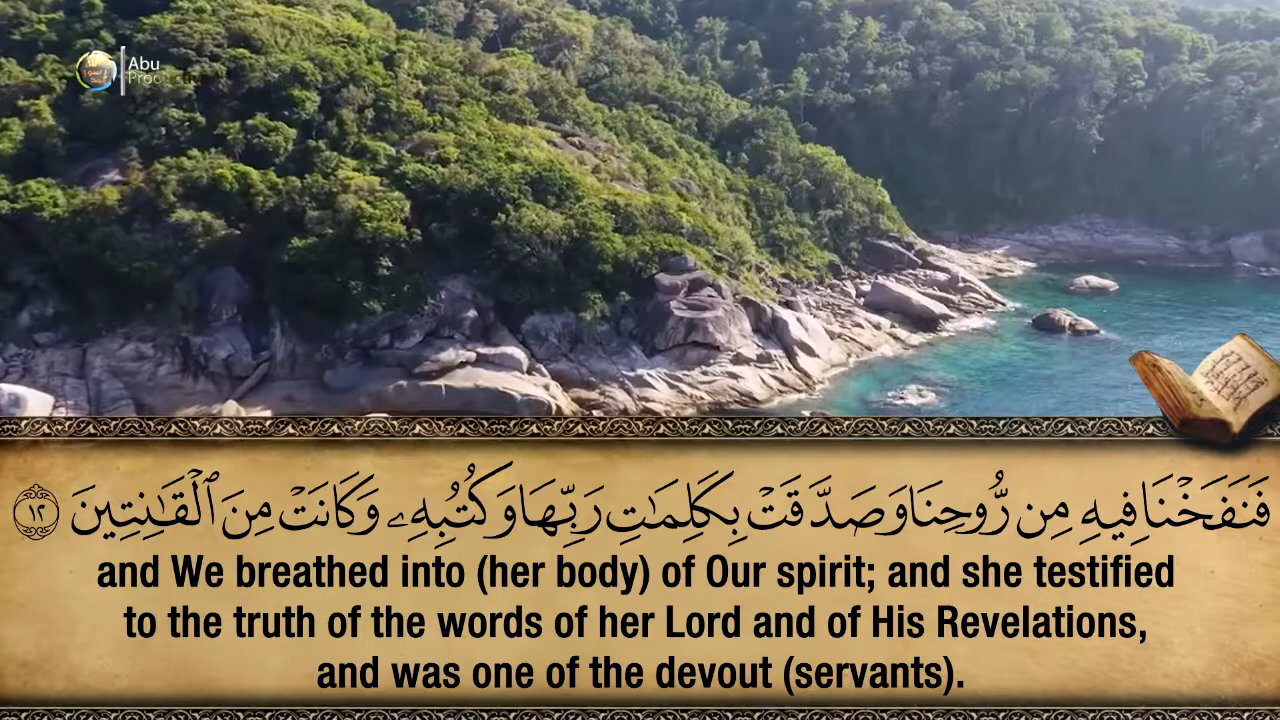 Abu
فَنَفَخْنَا فِيهِ مِن رُّوحِنَا وَصَدَّقَتْ بِكَلِمَٰتِ رَبِّهَا وَكُتُبِهِۦ وَكَانَتْ مِنَ ٱلْقَٰنِتِينَ ١٢
and We breathed into (her body) of Our spirit; and she testified
to the truth of the words of her Lord and of His Revelations,
and was one of the devout (servants).